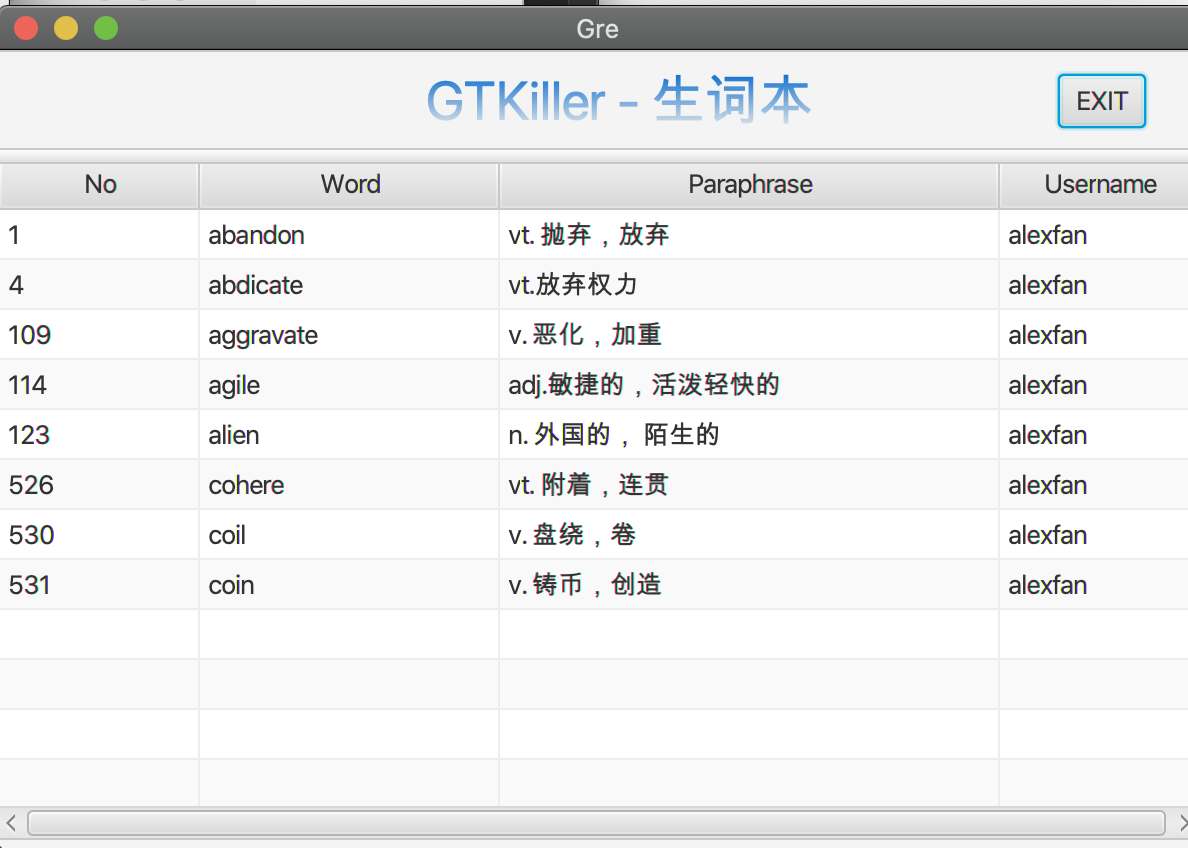 Gre
GTKiller - 生词本
EXIT
No Word Paraphrase Username
1 abandon vt. 抛弃，放弃 alexfan
4 abdicate vt.放弃权力 alexfan
109 aggravate v. 恶化，加重 alexfan
114 agile adj.敏捷的，活泼轻快的 alexfan
123 alien n. 外国的， 陌生的 alexfan
526 cohere vt. 附着，连贯 alexfan
530 coil v. 盘绕，卷 alexfan
531 coin v. 铸币，创造 alexfan